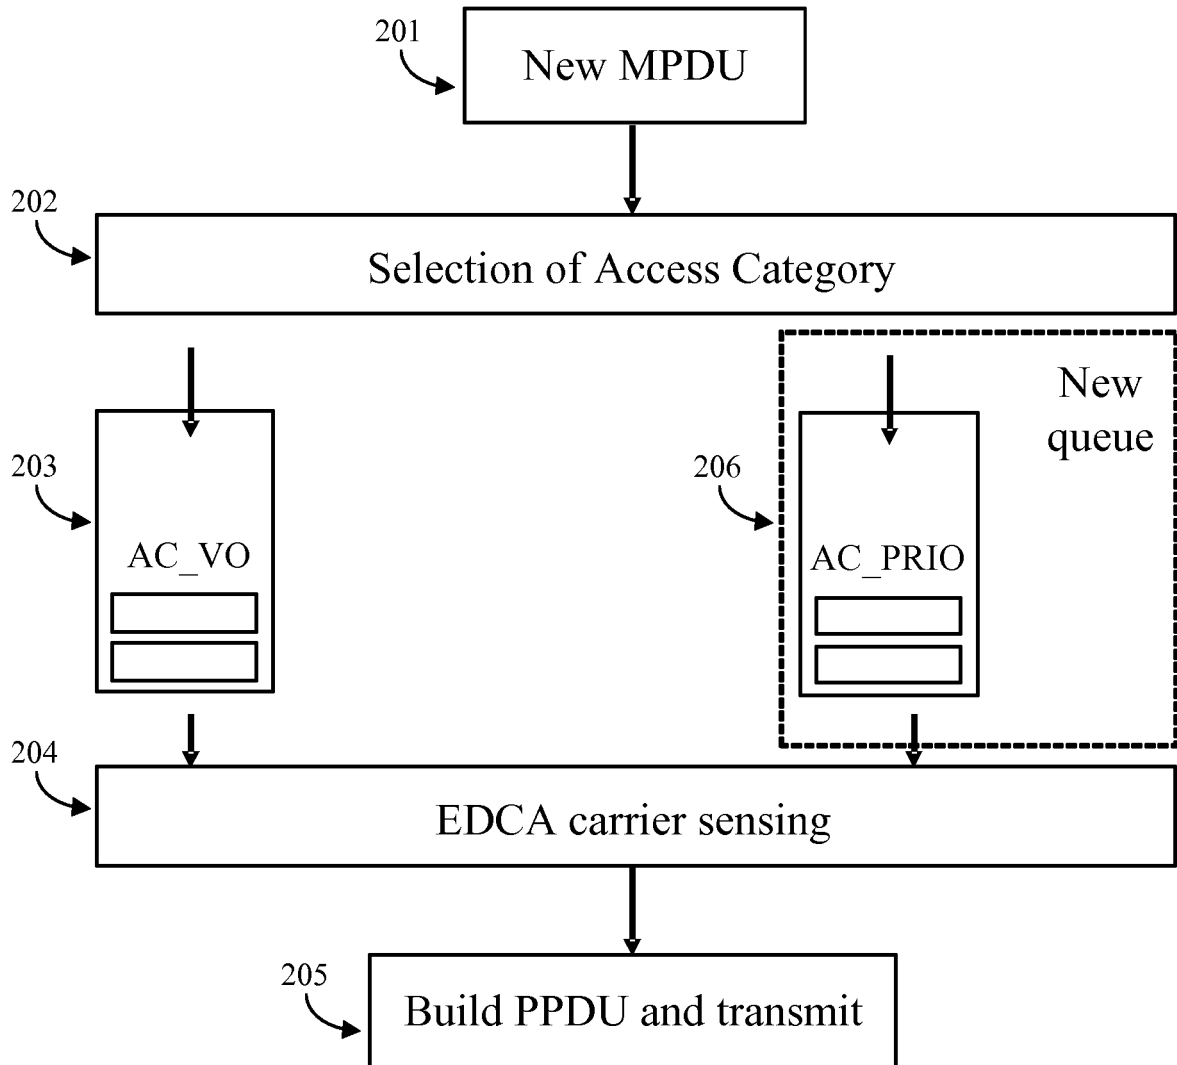 201
New MPDU
202
Selection of Access Category
New
queue
203
206
AC_VO
AC_PRIO
204
EDCA carrier sensing
205
Build PPDU and transmit